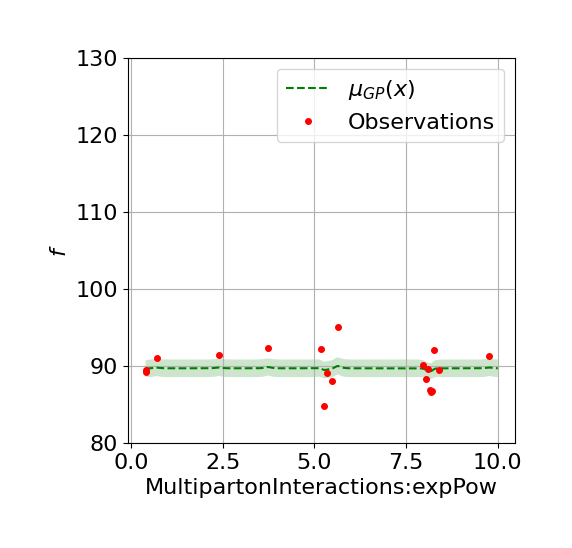 130
120
110
100
90
80
f
μGP(x)
Observations
0.0 2.5 5.0 7.5 10.0
MultipartonInteractions:expPow